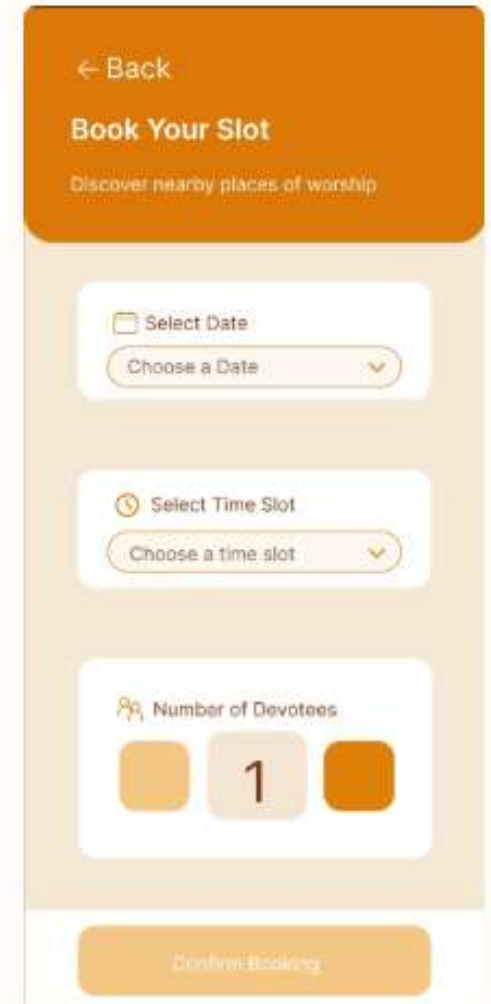 ← Back
Book Your Slot
Discover nearby places of worship
Select Date
Choose a Date
Select Time Slot
Choose a time slot
Number of Devotees
1
Confirm Booking